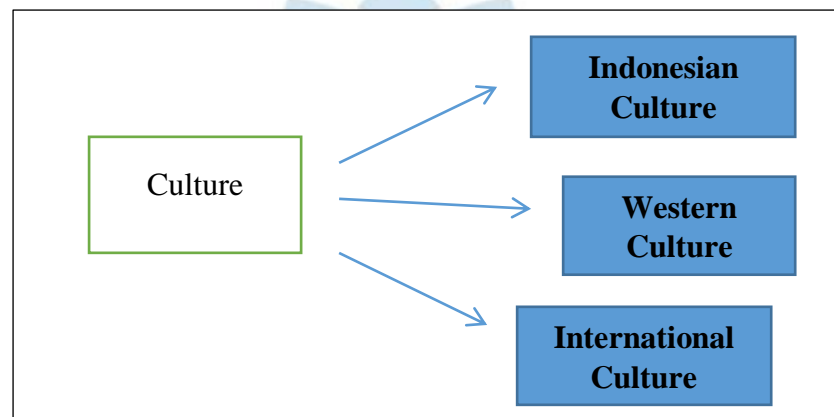 Culture
Indonesian
Culture
Western
Culture
International
Culture